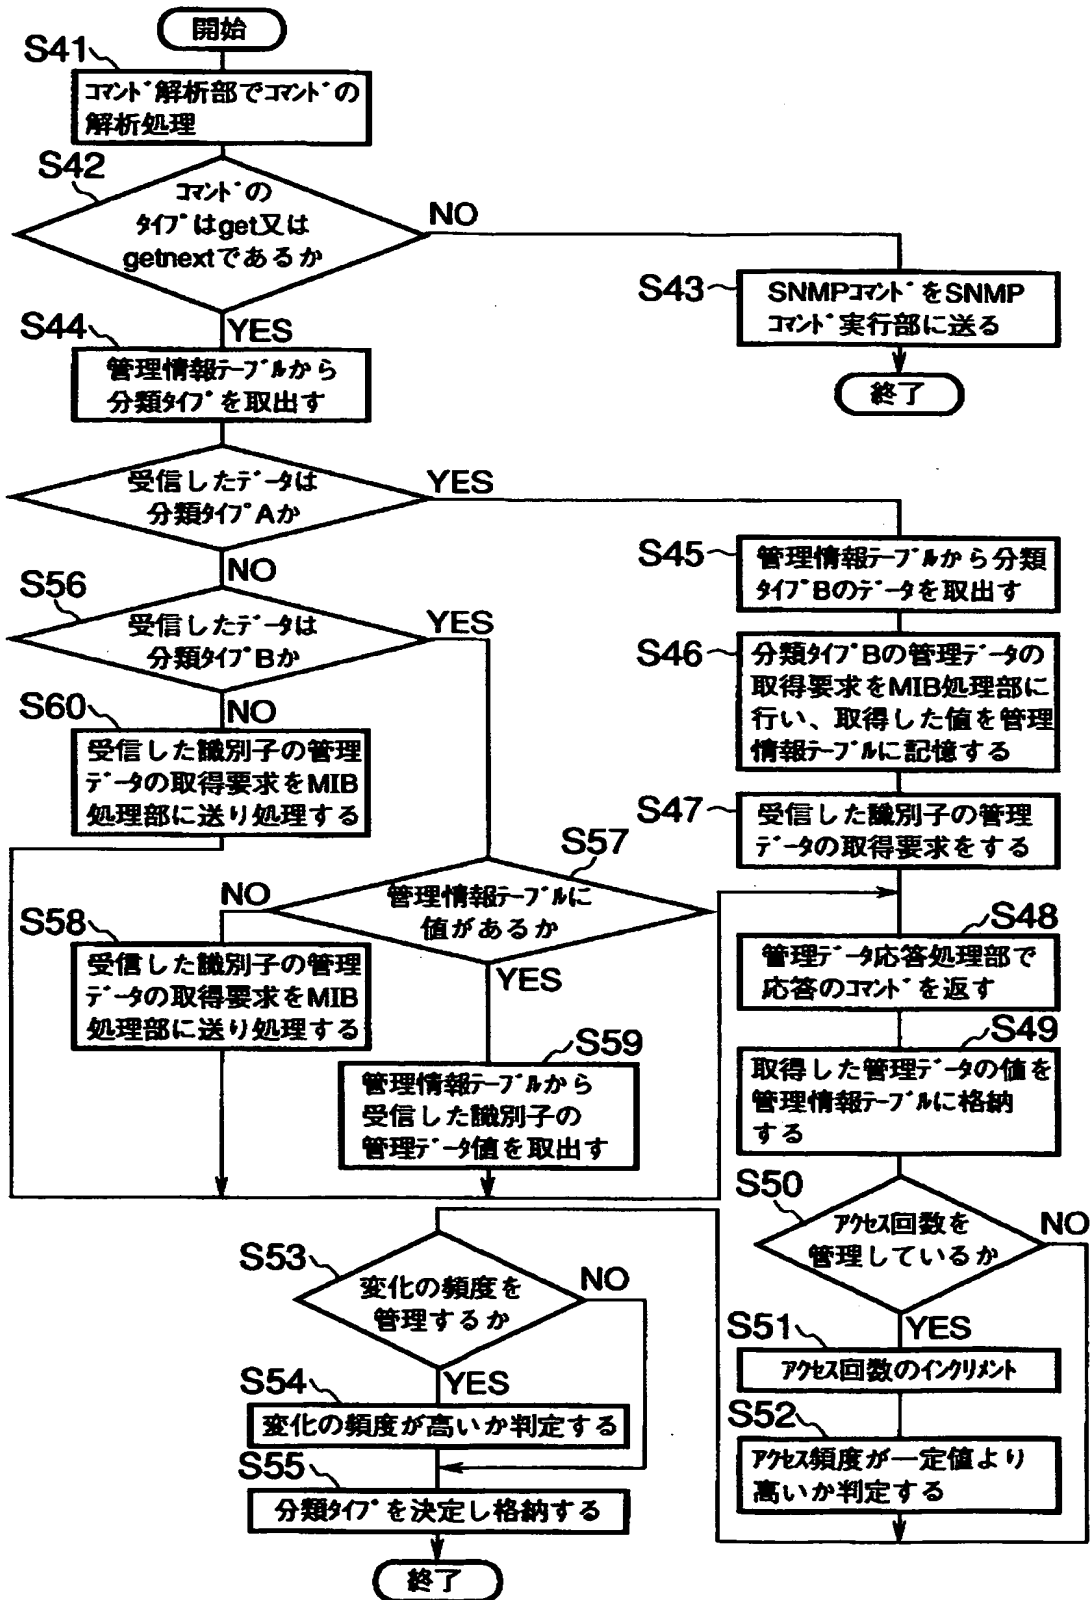 開始
S41
コマンド解析部でコマンドの
解析処理
S42
コマンドの
タイプはget又は
getnextであるか
NO
S43
SNMPコマンドをSNMP
コマンド実行部に送る
終了
YES
S44
管理情報テーブルから
分類タイプを取出す
受信したデータは
分類タイプAか
YES
NO
S45
管理情報テーブルから分類
タイプBのデータを取出す
S56
受信したデータは
分類タイプBか
YES
NO
S46
分類タイプBの管理データの
取得要求をMIB処理部に
行い、取得した値を管理
情報テーブルに記憶する
S60
受信した識別子の管理
データの取得要求をMIB
処理部に送り処理する
S47
受信した識別子の管理
データの取得要求をする
S57
管理情報テーブルに
値があるか
NO
YES
S58
受信した識別子の管理
データの取得要求をMIB
処理部に送り処理する
S48
管理データ応答処理部で
応答のコマンドを返す
S59
管理情報テーブルから
受信した識別子の
管理データ値を取出す
S49
取得した管理データの値を
管理情報テーブルに格納
する
S50
アクセス回数を
管理しているか
NO
YES
S51
アクセス回数のインクリメント
S52
アクセス頻度が一定値より
高いか判定する
S53
変化の頻度を
管理するか
NO
YES
S54
変化の頻度が高いか判定する
S55
分類タイプを決定し格納する
終了